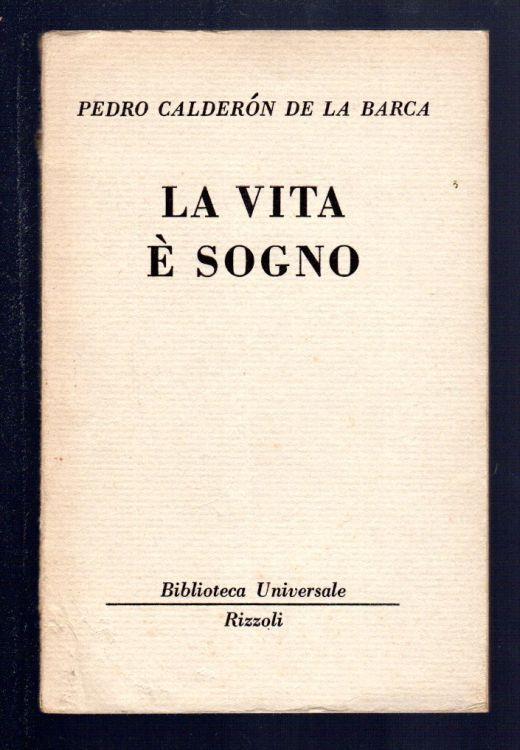 PEDRO CALDERÓN DE LA BARCA
LA VITA
È SOGNO
Biblioteca Universale
Rizzoli